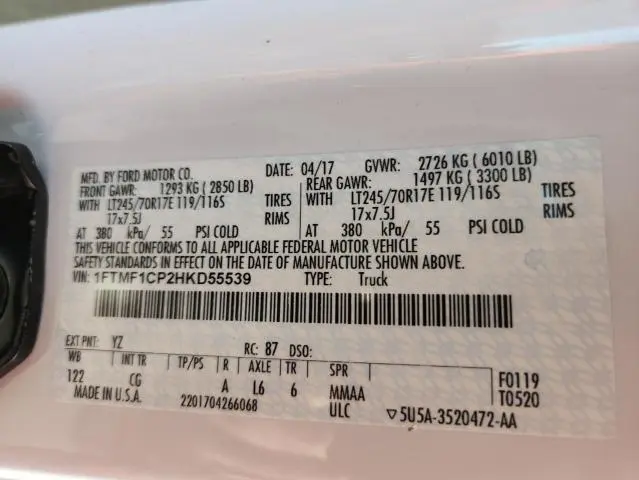 MFD. BY FORD MOTOR CO.
DATE: 04/17 GVWR: 2726 KG ( 6010 LB)
FRONT GAWR: 1293 KG ( 2850 LB)
REAR GAWR: 1497 KG ( 3300 LB)
WITH LT245/70R17E 119/116S TIRES
WITH LT245/70R17E 119/116S TIRES
17x7.5J RIMS
17x7.5J RIMS
AT 380 kPa/ 55 PSI COLD
AT 380 kPa/ 55 PSI COLD
THIS VEHICLE CONFORMS TO ALL APPLICABLE FEDERAL MOTOR VEHICLE
SAFETY STANDARDS IN EFFECT ON THE DATE OF MANUFACTURE SHOWN ABOVE.
VIN: 1FTMF1CP2HKD55539 TYPE: Truck
EXT PNT: YZ RC: 87 DSO:
WB INT TR TP/PS R AXLE TR SPR
122 CG A L6 6 MMAA F0119
MADE IN U.S.A. 2201704266068 ULC ▽5U5A-3520472-AA T0520